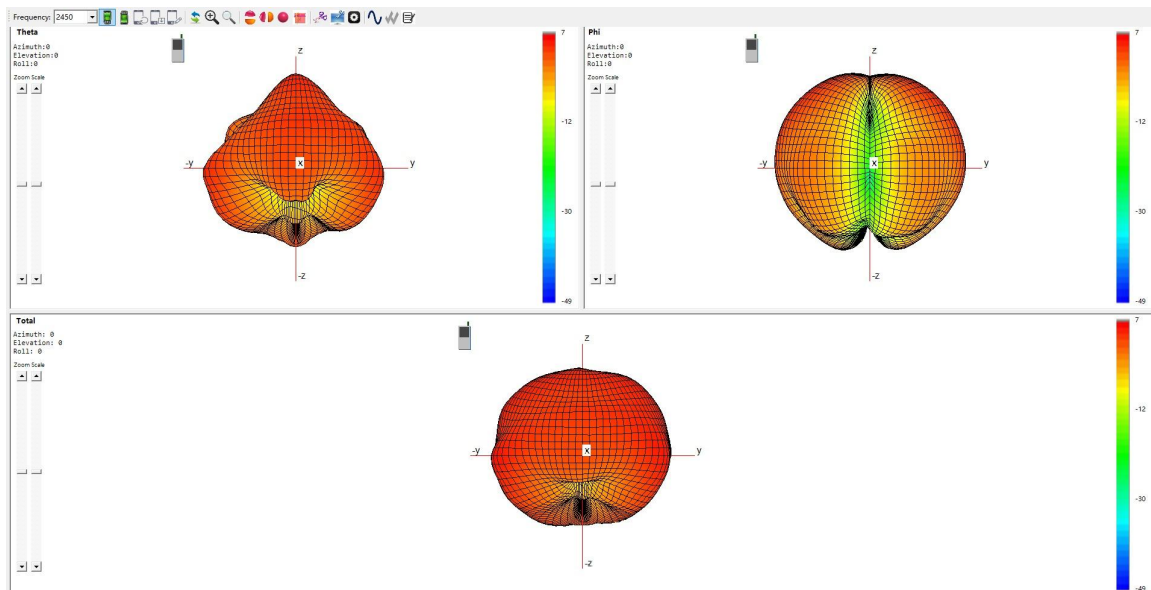 Frequency: 2450
Theta
Azimuth:0
Elevation:0
Roll:0
Zoom Scale
z
-y
x
y
-z
7
-12
-30
-49
Phi
Azimuth:0
Elevation:0
Roll:0
Zoom Scale
z
-y
x
y
-z
7
-12
-30
-49
Total
Azimuth: 0
Elevation: 0
Roll: 0
Zoom Scale
z
-y
x
y
-z
7
-12
-30
-49